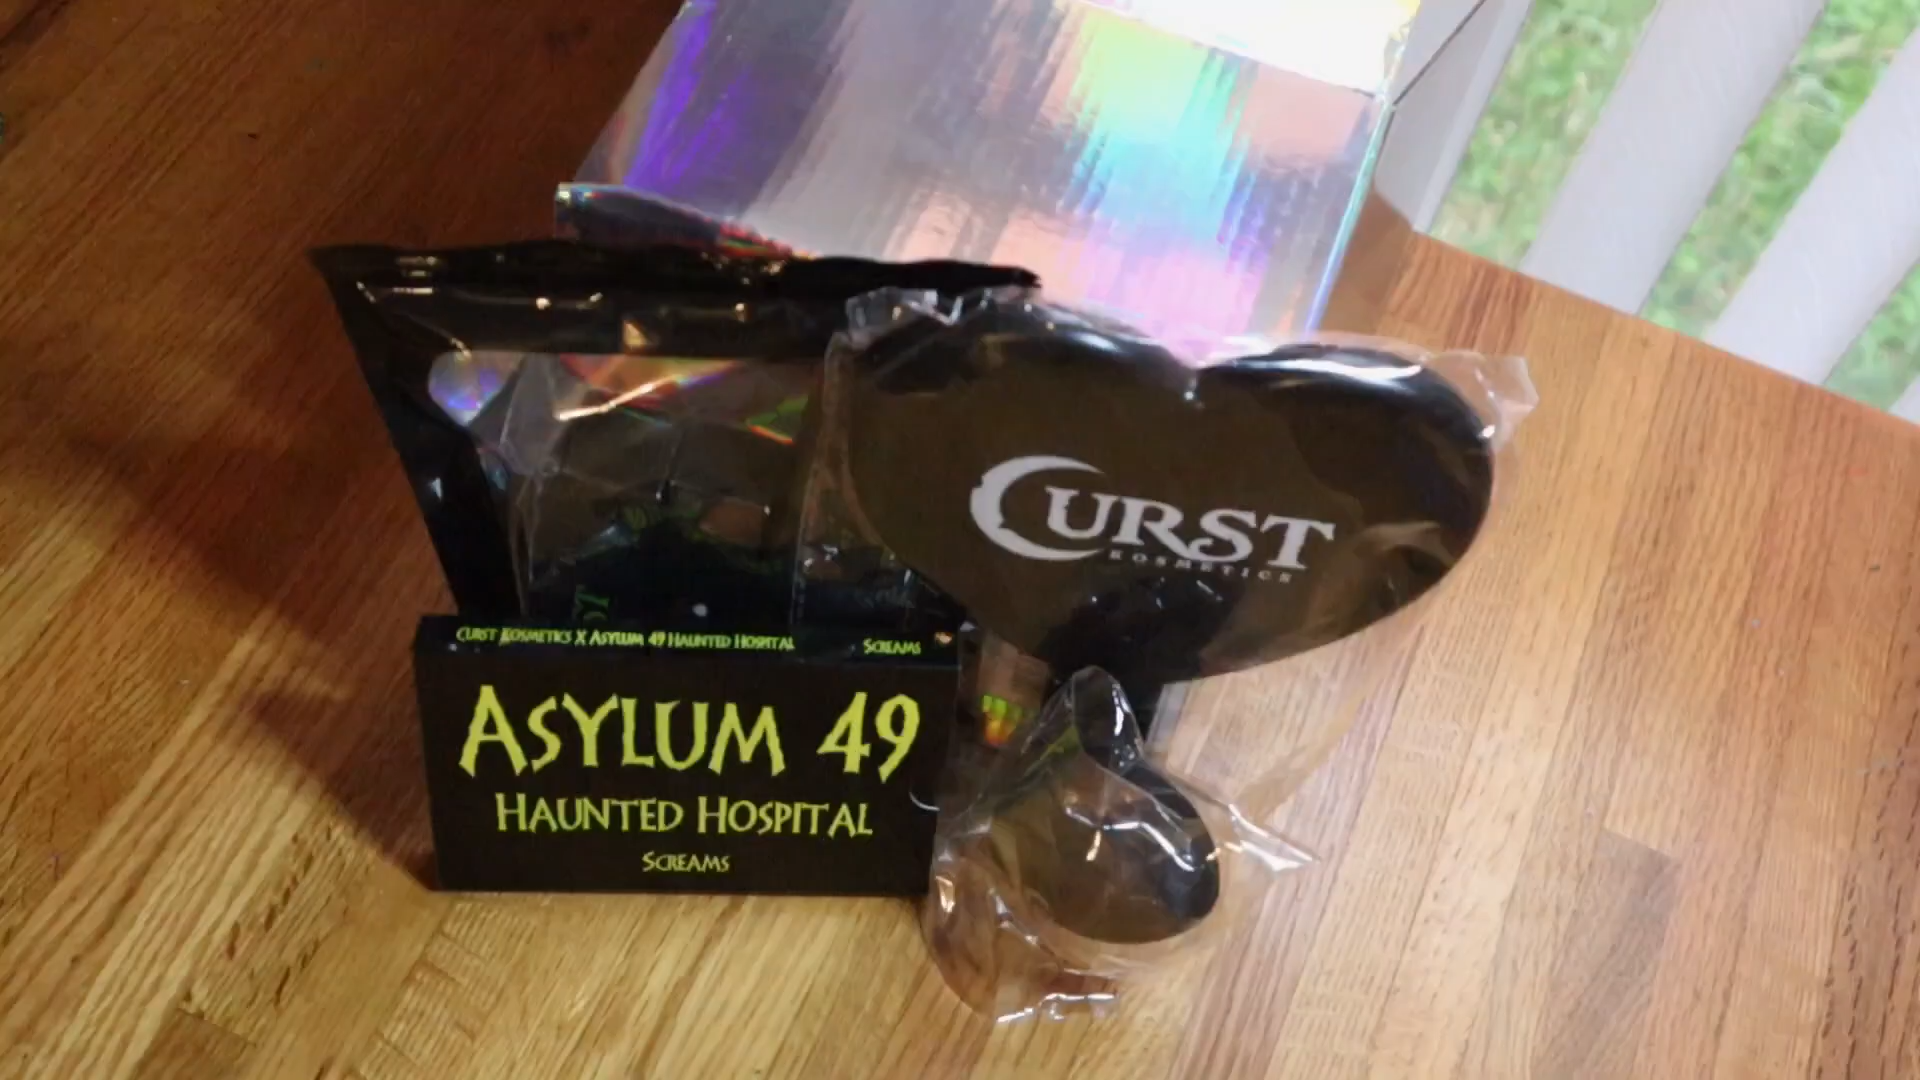 CURST
KOSMETICS
CURST KOSMETICS X ASYLUM 49 HAUNTED HOSPITAL SCREAMS
ASYLUM 49
HAUNTED HOSPITAL
SCREAMS